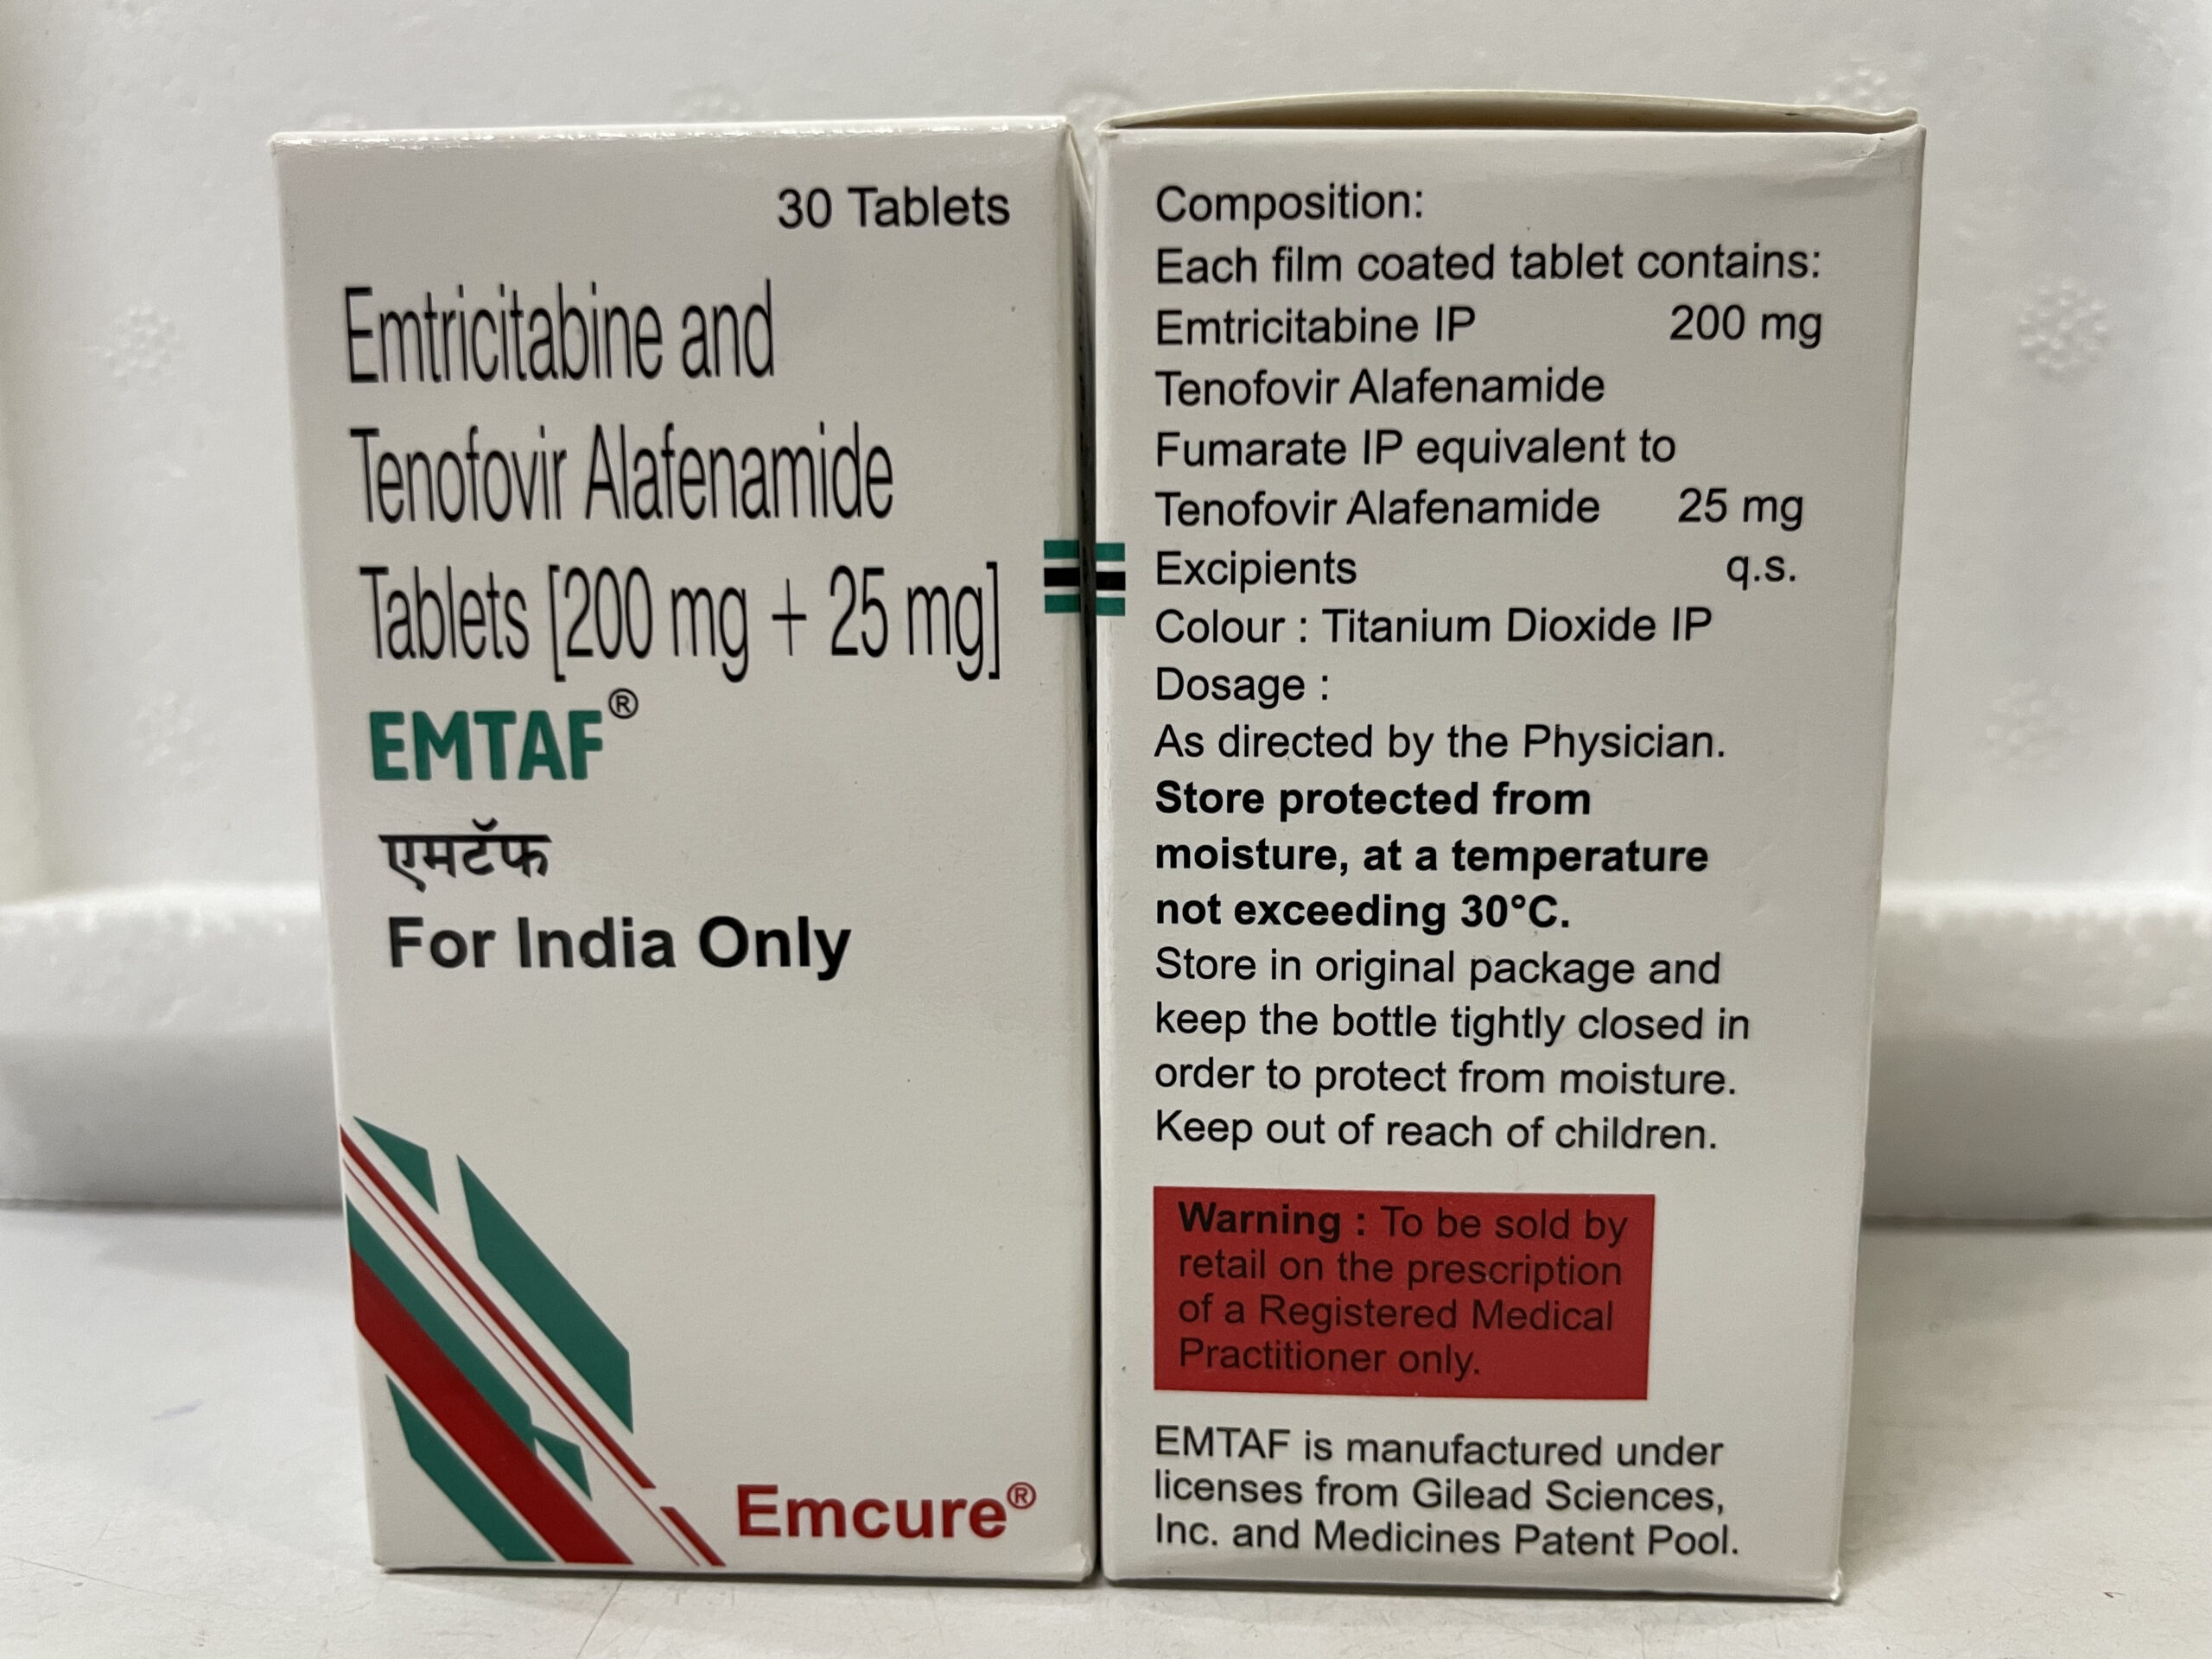 30 Tablets
Emtricitabine and
Tenofovir Alafenamide
Tablets [200 mg + 25 mg]
EMTAF®
एमटॅफ
For India Only
Emcure®
Composition:
Each film coated tablet contains:
Emtricitabine IP 200 mg
Tenofovir Alafenamide
Fumarate IP equivalent to
Tenofovir Alafenamide 25 mg
Excipients q.s.
Colour : Titanium Dioxide IP
Dosage :
As directed by the Physician.
Store protected from
moisture, at a temperature
not exceeding 30°C.
Store in original package and
keep the bottle tightly closed in
order to protect from moisture.
Keep out of reach of children.
Warning : To be sold by
retail on the prescription
of a Registered Medical
Practitioner only.
EMTAF is manufactured under
licenses from Gilead Sciences,
Inc. and Medicines Patent Pool.